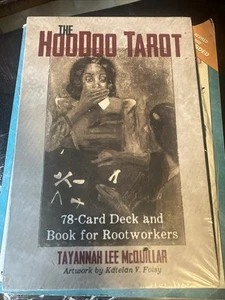 THE
HOODOO TAROT
78-Card Deck and
Book for Rootworkers
TAYANNAH LEE MCQUILLAR
Artwork by Katelan V. Foisy